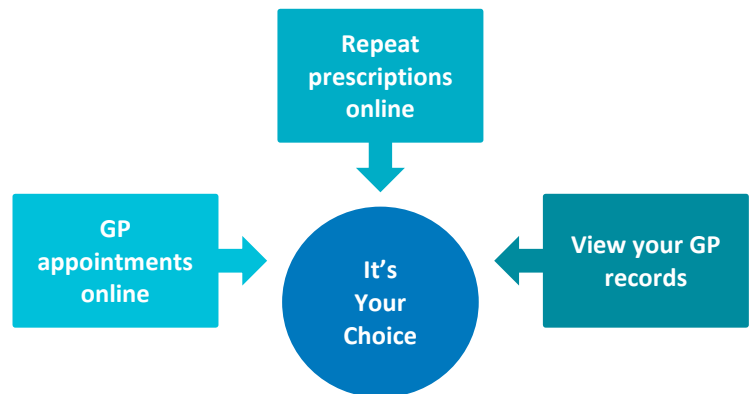 Repeat
prescriptions
online
GP
appointments
online
It’s
Your
Choice
View your GP
records